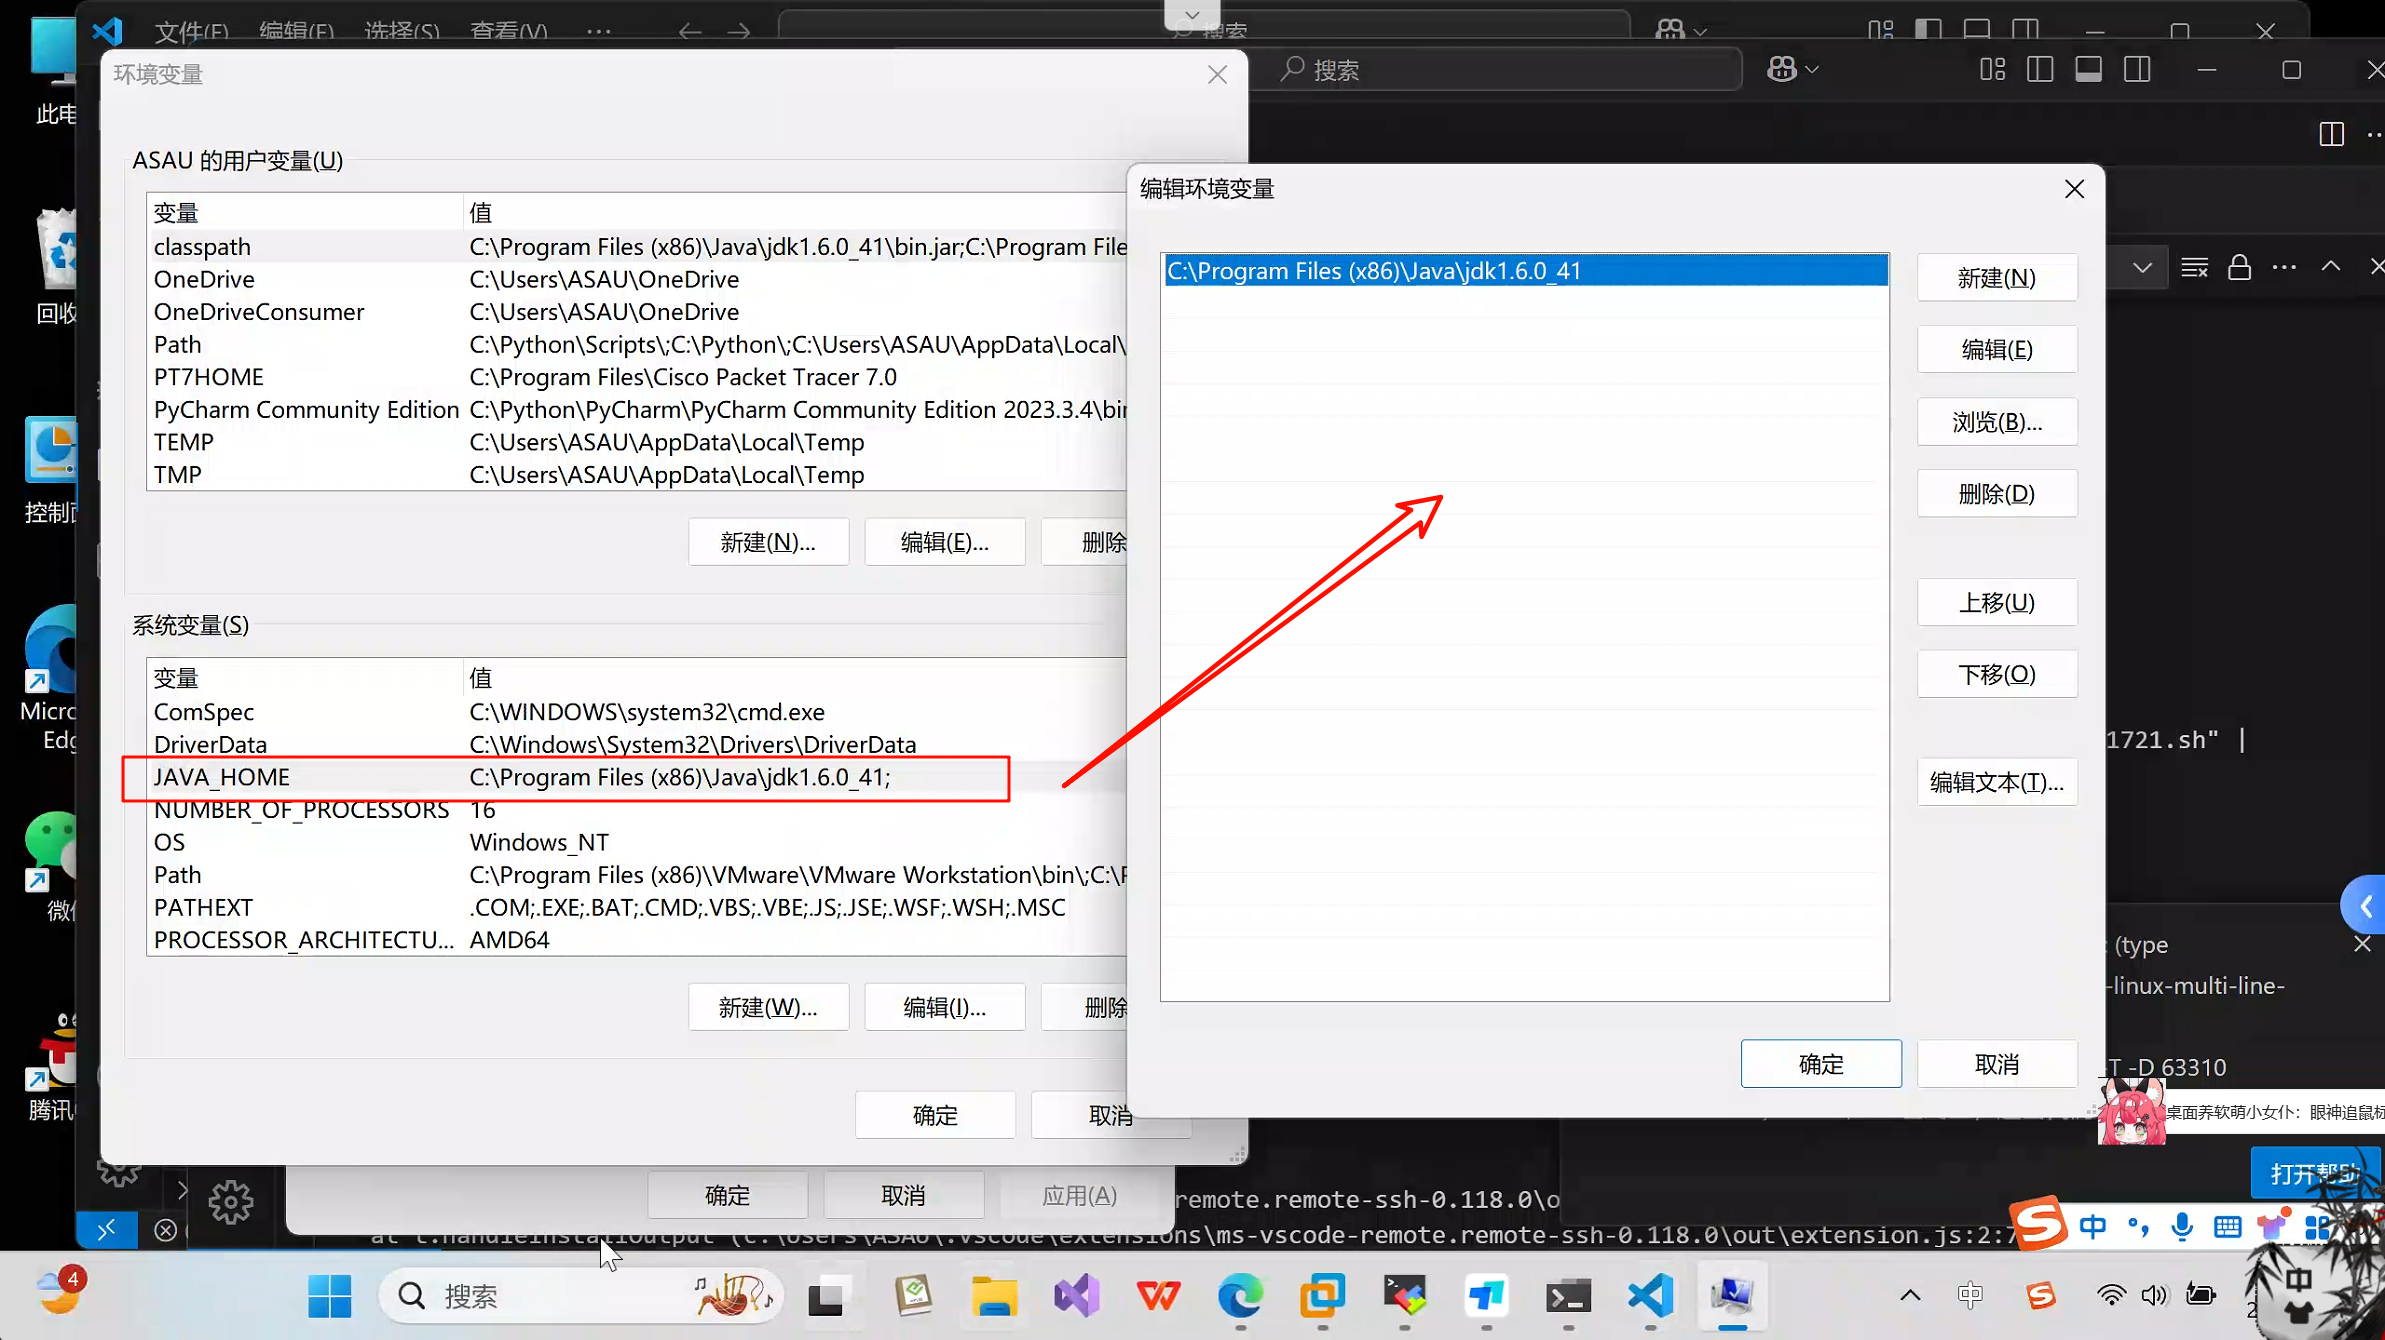 文件(F) 编辑(E) 选择(S) 查看(V) ··· 搜索
搜索
此电
回收
控制面
Micro
Edg
微信
腾讯
环境变量
ASAU 的用户变量(U)
变量 值
classpath C:\Program Files (x86)\Java\jdk1.6.0_41\bin.jar;C:\Program File
OneDrive C:\Users\ASAU\OneDrive
OneDriveConsumer C:\Users\ASAU\OneDrive
Path C:\Python\Scripts\;C:\Python\;C:\Users\ASAU\AppData\Local\
PT7HOME C:\Program Files\Cisco Packet Tracer 7.0
PyCharm Community Edition C:\Python\PyCharm\PyCharm Community Edition 2023.3.4\bin
TEMP C:\Users\ASAU\AppData\Local\Temp
TMP C:\Users\ASAU\AppData\Local\Temp
新建(N)... 编辑(E)... 删除
系统变量(S)
变量 值
ComSpec C:\WINDOWS\system32\cmd.exe
DriverData C:\Windows\System32\Drivers\DriverData
JAVA_HOME C:\Program Files (x86)\Java\jdk1.6.0_41;
NUMBER_OF_PROCESSORS 16
OS Windows_NT
Path C:\Program Files (x86)\VMware\VMware Workstation\bin\;C:\P
PATHEXT .COM;.EXE;.BAT;.CMD;.VBS;.VBE;.JS;.JSE;.WSF;.WSH;.MSC
PROCESSOR_ARCHITECTU... AMD64
新建(W)... 编辑(I)... 删除
确定 取消
确定 取消 应用(A)
编辑环境变量
C:\Program Files (x86)\Java\jdk1.6.0_41
新建(N)
编辑(E)
浏览(B)...
删除(D)
上移(U)
下移(O)
编辑文本(T)...
确定 取消
1721.sh" |
(type
-linux-multi-line-
-T -D 63310
桌面养软萌小女仆：眼神追鼠标
打开帮助
remote.remote-ssh-0.118.0\o
at t.handleInstallOutput (c:\Users\ASAU\.vscode\extensions\ms-vscode-remote.remote-ssh-0.118.0\out\extension.js:2:7
中
4
搜索
中
中